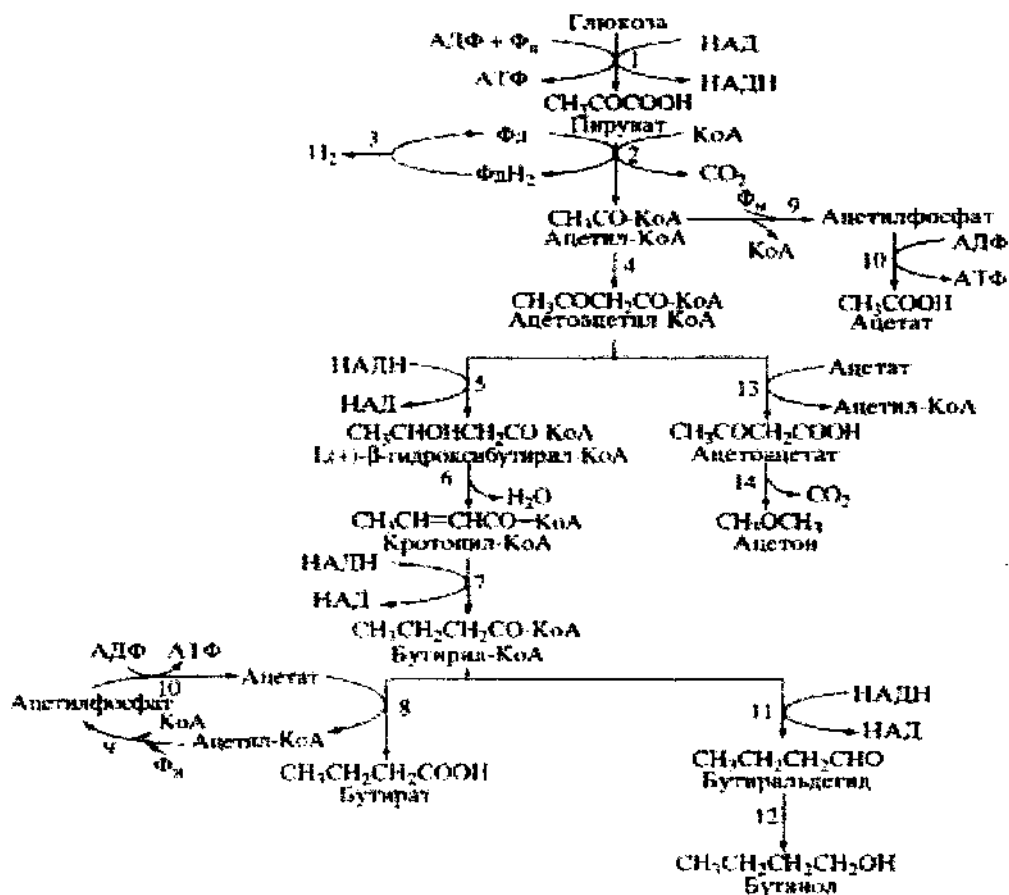 Глюкоза
АДФ + Фн НАД
1
АТФ НАДН
CH3COCOOH
Пируват
3 Фд КоА
H2 2
ФдH2 CO2
Фн 9
CH3CO-КоА Ацетилфосфат
Ацетил-КоА КоА АДФ
4 10
АТФ
CH3COCH2CO-КоА CH3COOH
Ацетоацетил КоА Ацетат
НАДН Ацетат
5 13
НАД Ацетил-КоА
CH3CHOHCH2CO КоА CH3COCH2COOH
L(+)-β-гидроксибутирил-КоА Ацетоацетат
6 14
H2O CO2
CH3CH=CHCO-КоА CH3COCH3
Кротонил-КоА Ацетон
НАДН
7
НАД
CH3CH2CH2CO-КоА
АДФ АТФ Бутирил-КоА
10 Ацетат НАДН
Ацетилфосфат 8 11
КоА НАД
9 Ацетил-КоА
Фн CH3CH2CH2COOH CH3CH2CH2CHO
Бутират Бутиральдегид
12
CH3CH2CH2CH2OH
Бутанол